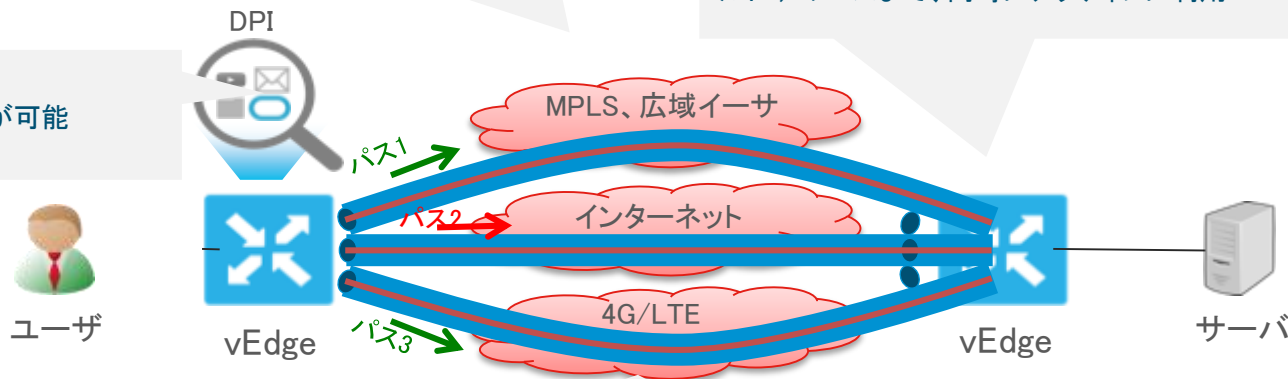 DPI
が可能
MPLS、広域イーサ
パス1
パス2
インターネット
パス3
4G/LTE
ユーザ
vEdge
vEdge
サーバ